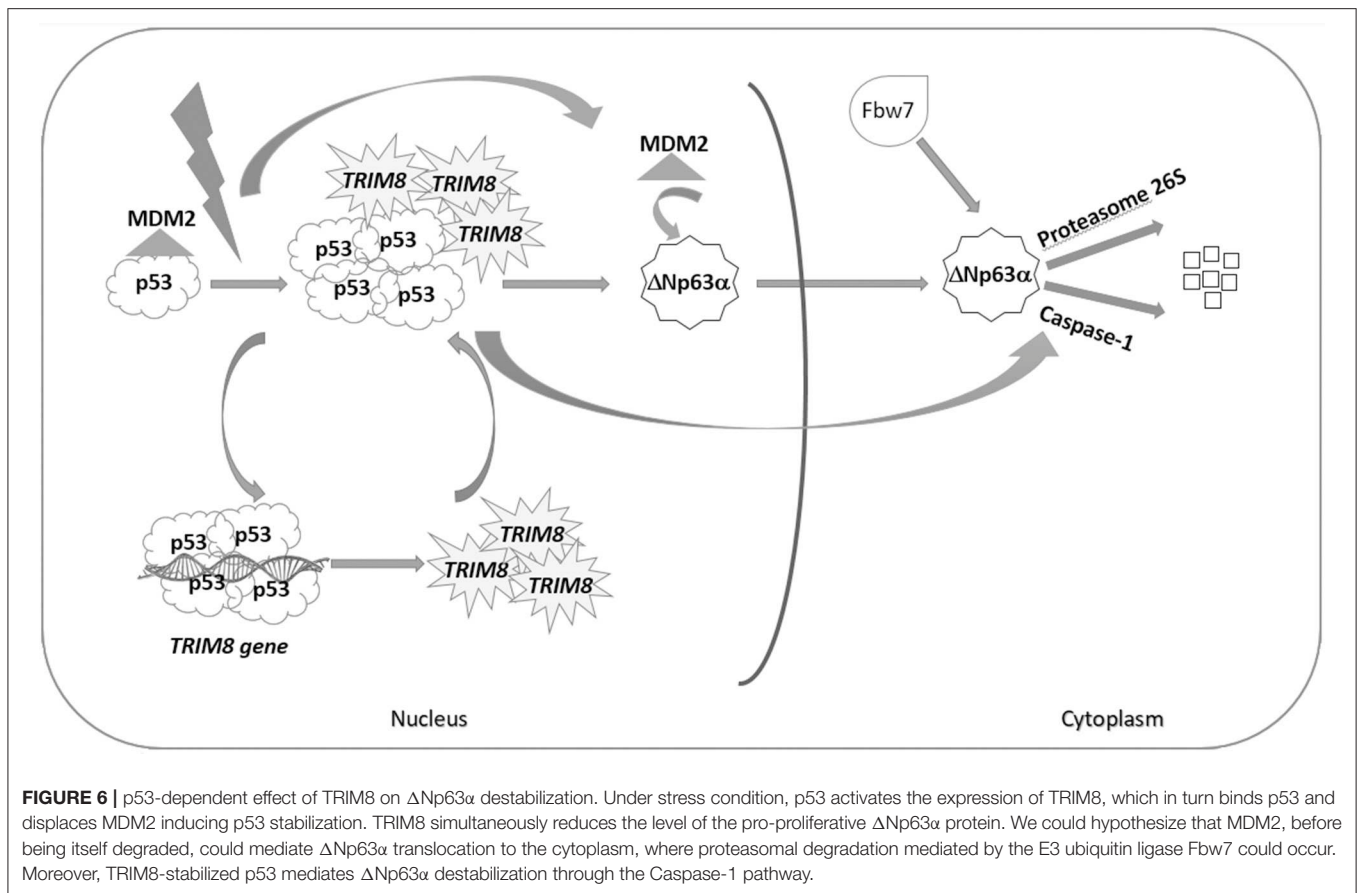 MDM2
p53
TRIM8
TRIM8
TRIM8
p53
p53
p53
p53
MDM2
ΔNp63α
Fbw7
ΔNp63α
Proteasome 26S
Caspase-1
p53
p53
p53
p53
TRIM8 gene
TRIM8
TRIM8
TRIM8
Nucleus
Cytoplasm
FIGURE 6 | p53-dependent effect of TRIM8 on ΔNp63α destabilization. Under stress condition, p53 activates the expression of TRIM8, which in turn binds p53 and
displaces MDM2 inducing p53 stabilization. TRIM8 simultaneously reduces the level of the pro-proliferative ΔNp63α protein. We could hypothesize that MDM2, before
being itself degraded, could mediate ΔNp63α translocation to the cytoplasm, where proteasomal degradation mediated by the E3 ubiquitin ligase Fbw7 could occur.
Moreover, TRIM8-stabilized p53 mediates ΔNp63α destabilization through the Caspase-1 pathway.